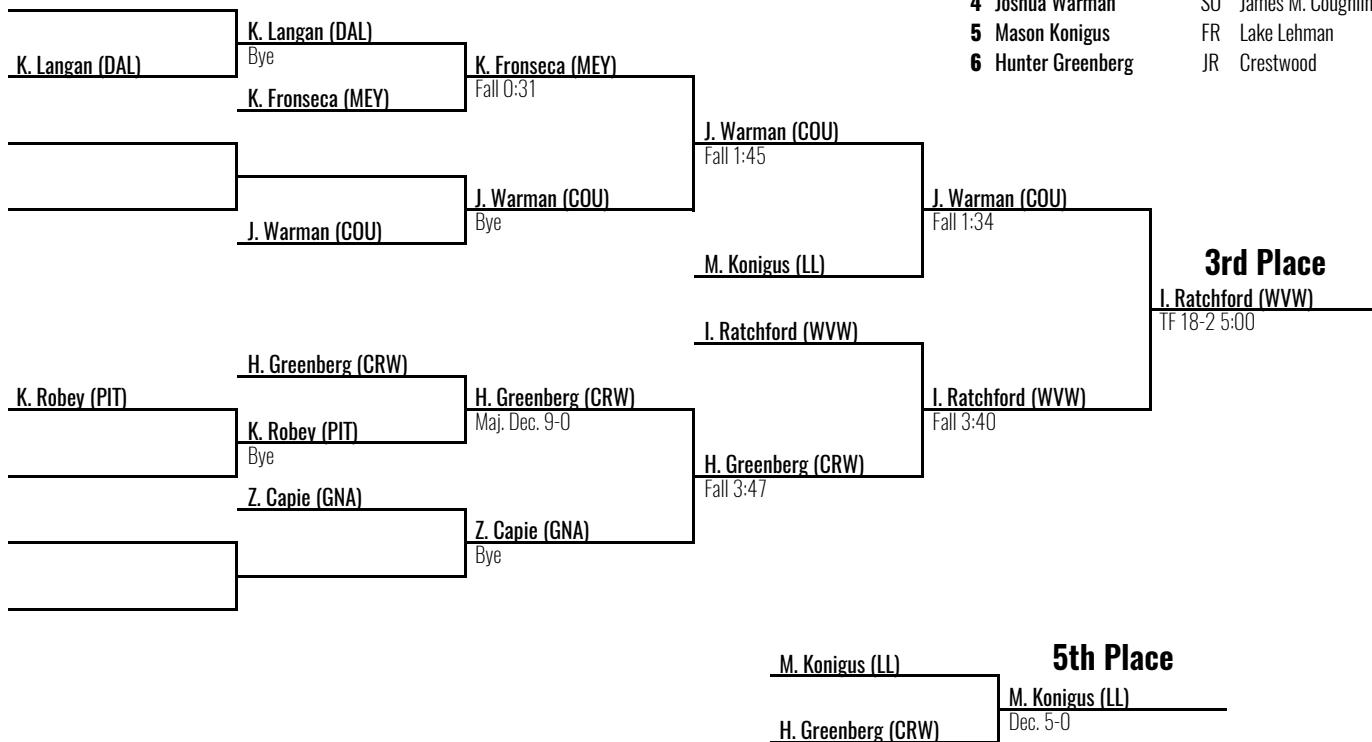 4 Joshua Warman SO James M. Coughlin
5 Mason Konigus FR Lake Lehman
6 Hunter Greenberg JR Crestwood
K. Langan (DAL)
K. Langan (DAL)
Bye
K. Fronseca (MEY)
K. Fronseca (MEY)
Fall 0:31
J. Warman (COU)
Fall 1:45
J. Warman (COU)
J. Warman (COU)
Bye
M. Konigus (LL)
J. Warman (COU)
Fall 1:34
3rd Place
I. Ratchford (WVW)
TF 18-2 5:00
I. Ratchford (WVW)
H. Greenberg (CRW)
K. Robey (PIT)
K. Robey (PIT)
Bye
H. Greenberg (CRW)
Maj. Dec. 9-0
I. Ratchford (WVW)
Fall 3:40
H. Greenberg (CRW)
Fall 3:47
Z. Capie (GNA)
Z. Capie (GNA)
Bye
5th Place
M. Konigus (LL)
M. Konigus (LL)
Dec. 5-0
H. Greenberg (CRW)